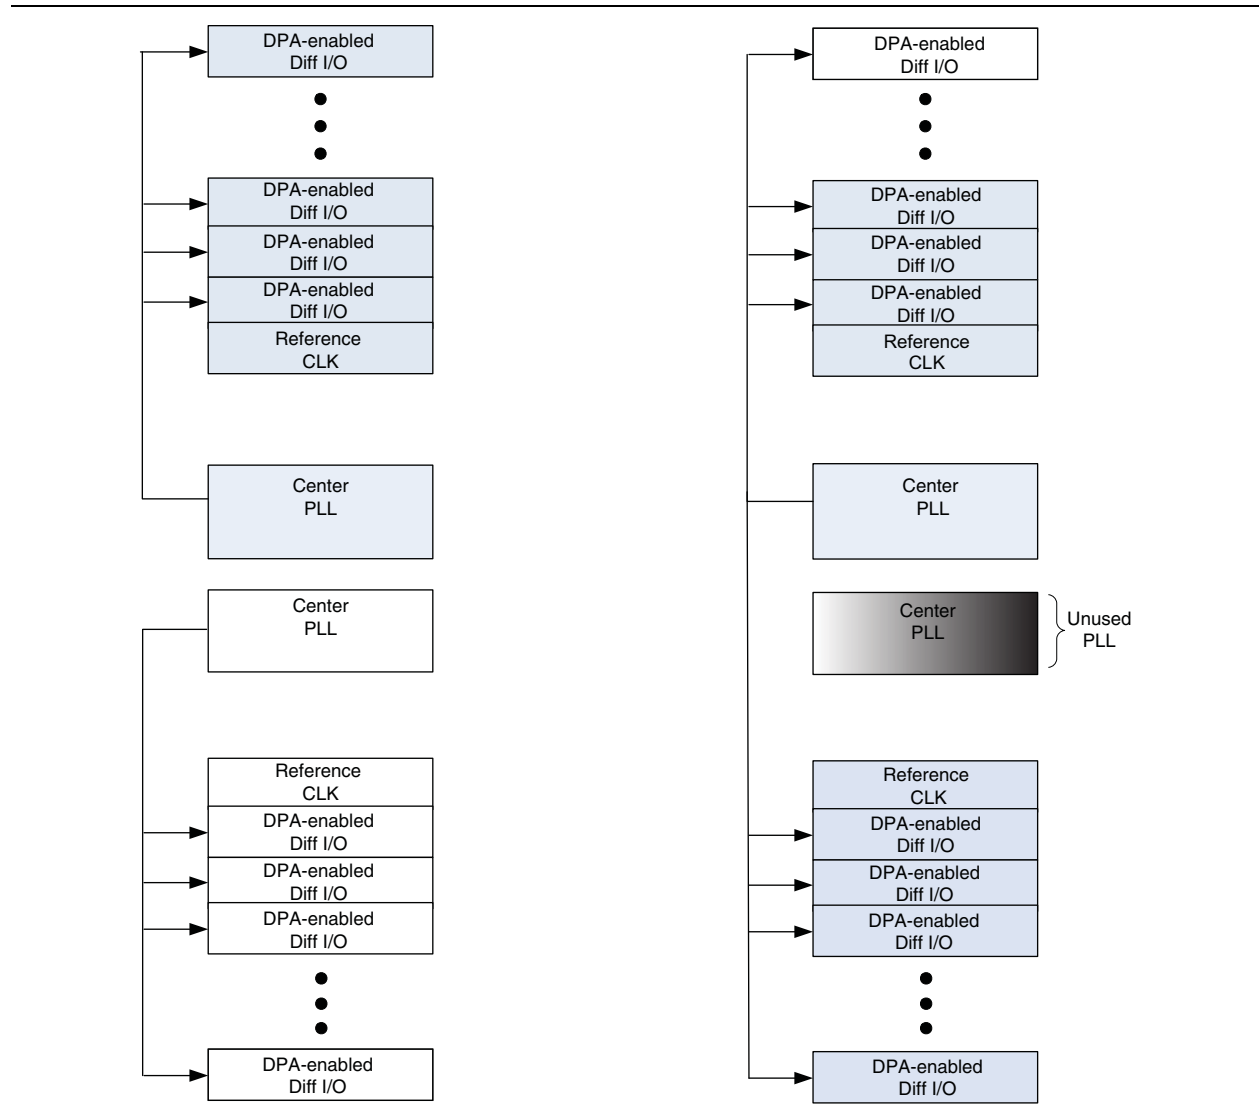 DPA-enabled
Diff I/O
DPA-enabled
Diff I/O
DPA-enabled
Diff I/O
DPA-enabled
Diff I/O
Reference
CLK
Center
PLL
Center
PLL
Reference
CLK
DPA-enabled
Diff I/O
DPA-enabled
Diff I/O
DPA-enabled
Diff I/O
DPA-enabled
Diff I/O
DPA-enabled
Diff I/O
DPA-enabled
Diff I/O
DPA-enabled
Diff I/O
DPA-enabled
Diff I/O
Reference
CLK
Center
PLL
Center
PLL
Unused
PLL
Reference
CLK
DPA-enabled
Diff I/O
DPA-enabled
Diff I/O
DPA-enabled
Diff I/O
DPA-enabled
Diff I/O